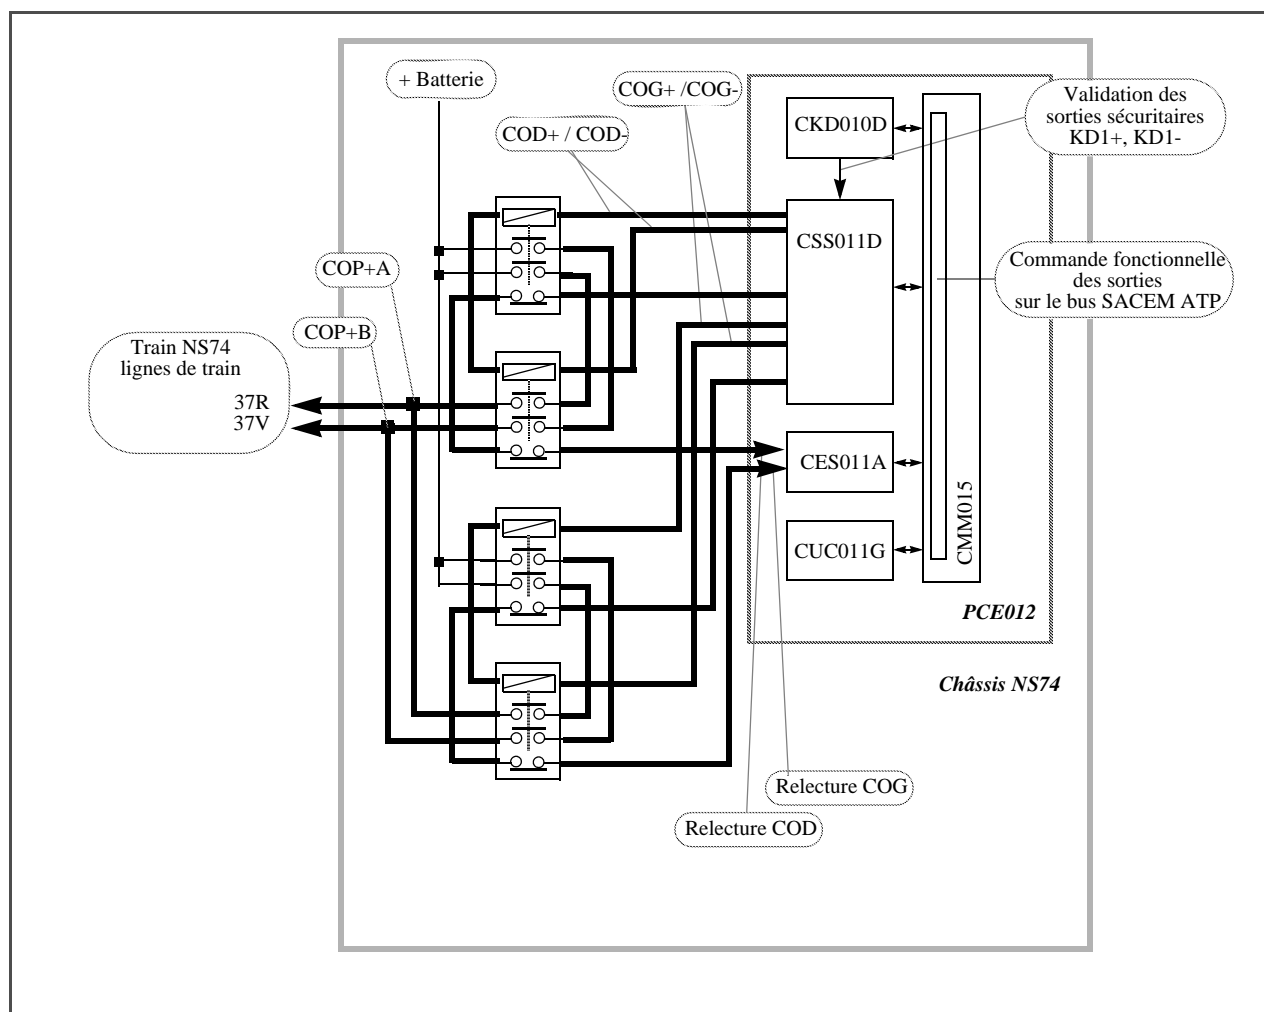 + Batterie
COG+ /COG-
COD+ / COD-
CKD010D
Validation des
sorties sécuritaires
KD1+, KD1-
CSS011D
Commande fonctionnelle
des sorties
sur le bus SACEM ATP
COP+A
COP+B
Train NS74
lignes de train
37R
37V
CES011A
CUC011G
CMM015
PCE012
Châssis NS74
Relecture COG
Relecture COD